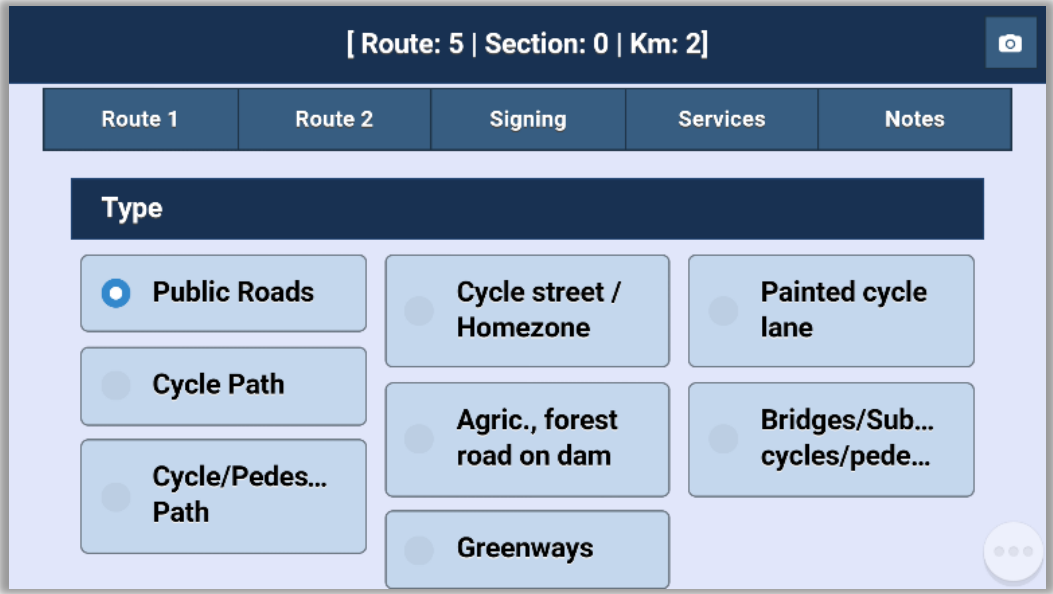 [ Route: 5 | Section: 0 | Km: 2]
Route 1
Route 2
Signing
Services
Notes
Type
Public Roads
Cycle Path
Cycle/Pedes...
Path
Cycle street /
Homezone
Agric., forest
road on dam
Greenways
Painted cycle
lane
Bridges/Sub...
cycles/pede...